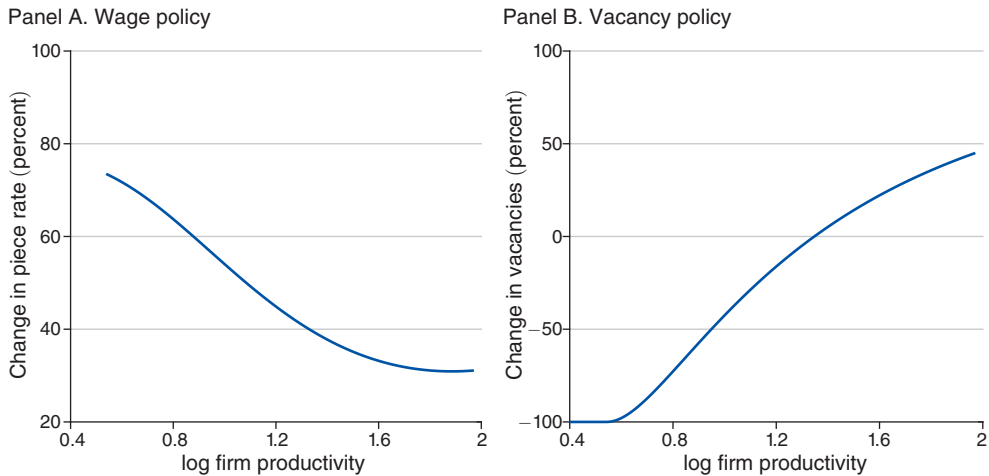 Panel A. Wage policy
Change in piece rate (percent)
100
80
60
40
20
0.4 0.8 1.2 1.6 2
log firm productivity
Panel B. Vacancy policy
Change in vacancies (percent)
100
50
0
−50
−100
0.4 0.8 1.2 1.6 2
log firm productivity